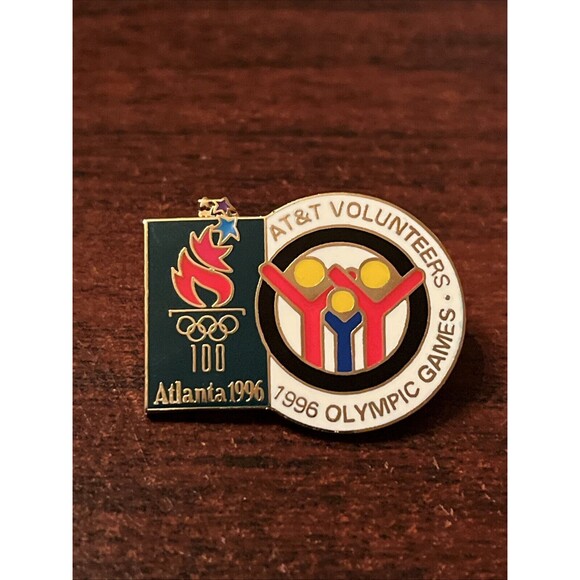 100
Atlanta 1996
AT&T VOLUNTEERS •
1996 OLYMPIC GAMES